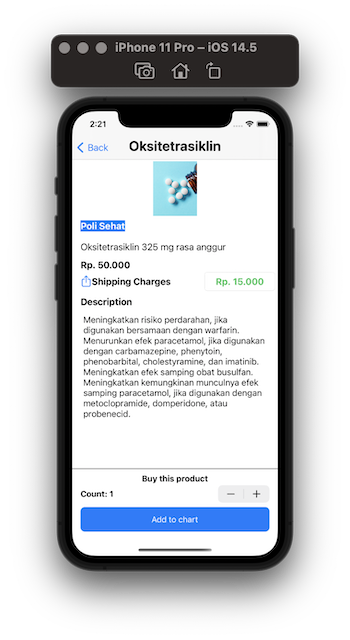 iPhone 11 Pro – iOS 14.5
2:21
Back
Oksitetrasiklin
Poli Sehat
Oksitetrasiklin 325 mg rasa anggur
Rp. 50.000
Shipping Charges
Rp. 15.000
Description
Meningkatkan risiko perdarahan, jika
digunakan bersamaan dengan warfarin.
Menurunkan efek paracetamol, jika digunakan
dengan carbamazepine, phenytoin,
phenobarbital, cholestyramine, dan imatinib.
Meningkatkan efek samping obat busulfan.
Meningkatkan kemungkinan munculnya efek
samping paracetamol, jika digunakan dengan
metoclopramide, domperidone, atau
probenecid.
Buy this product
Count: 1
Add to chart